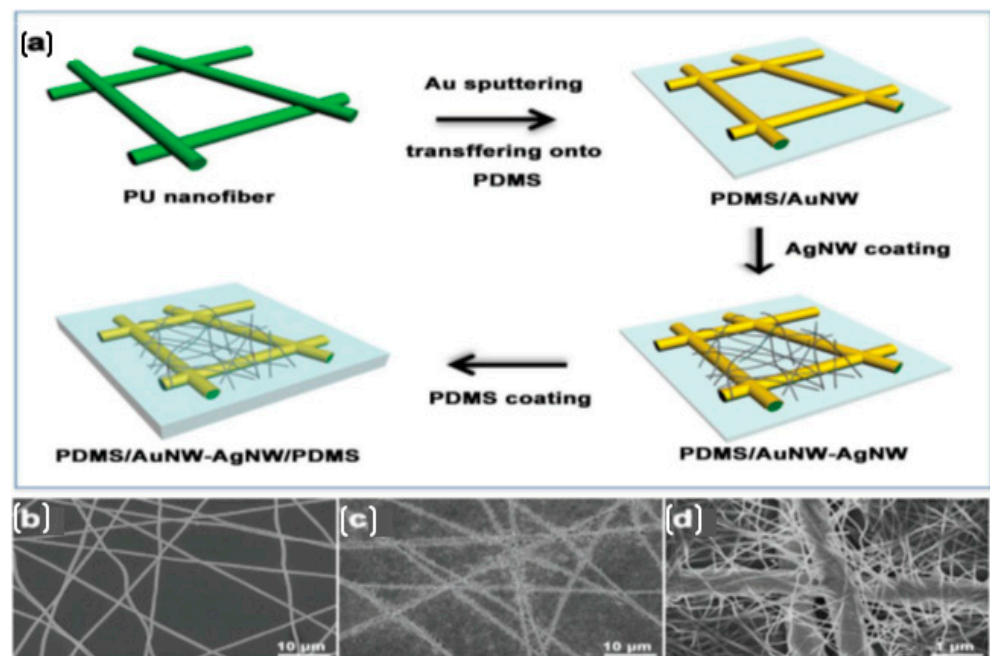 (a)
Au sputtering
transffering onto
PDMS
PU nanofiber
PDMS/AuNW
AgNW coating
PDMS coating
PDMS/AuNW-AgNW/PDMS
PDMS/AuNW-AgNW
(b)
10 μm
(c)
10 μm
(d)
1 μm